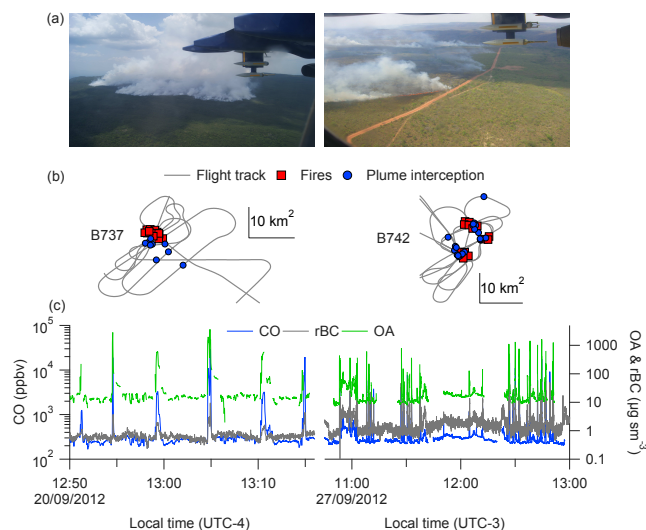 (a)
(b)
Flight track Fires Plume interception
B737
10 km2
B742
10 km2
(c)
CO rBC OA
CO (ppbv)
10^5
10^4
10^3
10^2
OA & rBC (µg sm^-3)
1000
100
10
1
0.1
12:50 13:00 13:10 11:00 12:00 13:00
20/09/2012 27/09/2012
Local time (UTC-4) Local time (UTC-3)